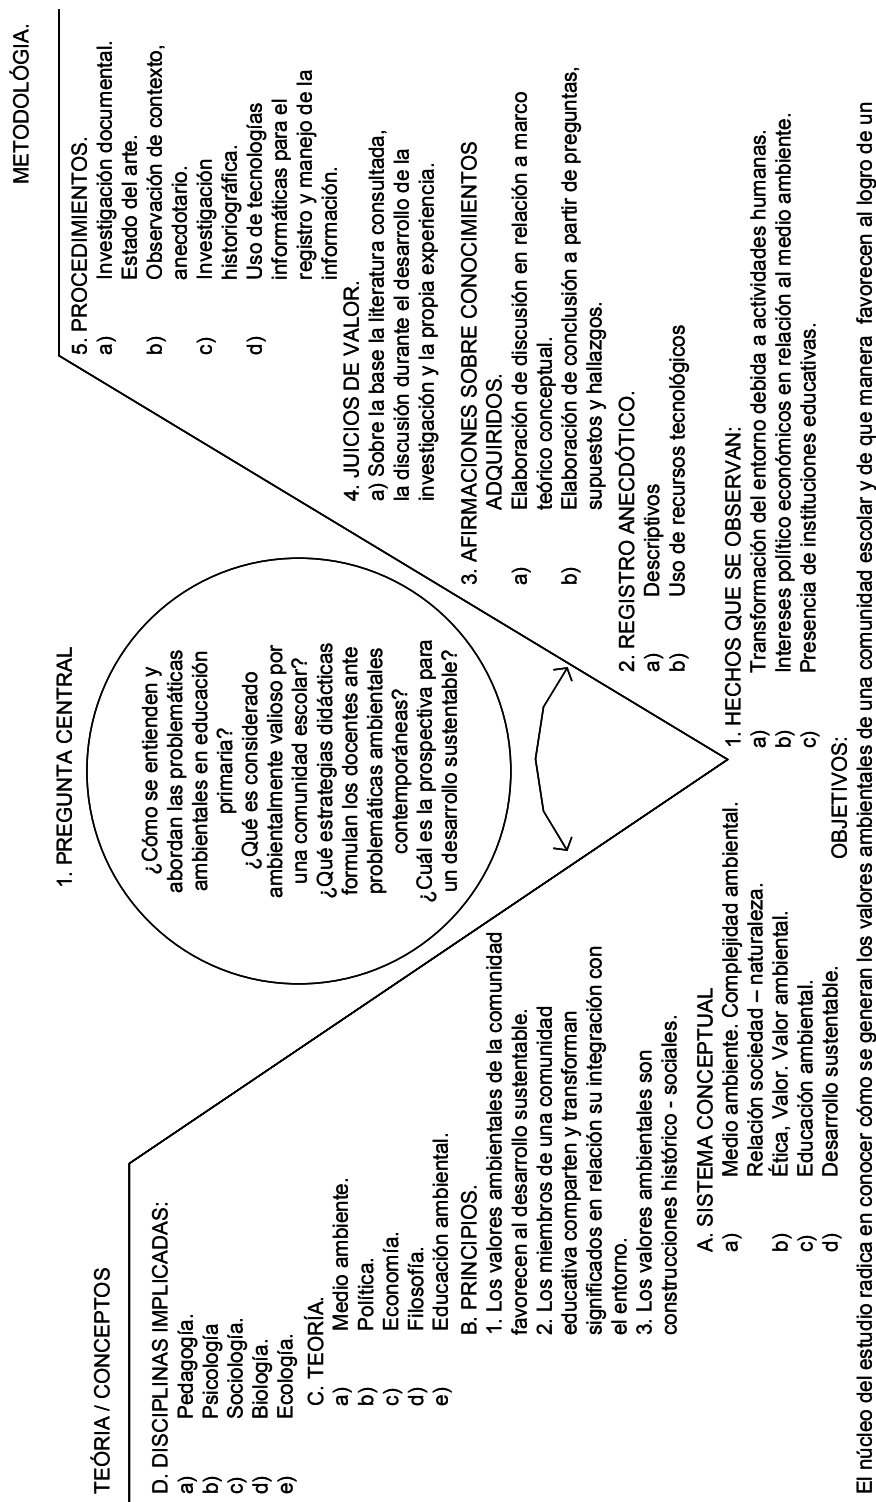 TEÓRIA / CONCEPTOS
D. DISCIPLINAS IMPLICADAS:
a) Pedagogía.
b) Psicología
c) Sociología.
d) Biología.
e) Ecología.
C. TEORÍA.
a) Medio ambiente.
b) Política.
c) Economía.
d) Filosofía.
e) Educación ambiental.
B. PRINCIPIOS.
1. Los valores ambientales de la comunidad
favorecen al desarrollo sustentable.
2. Los miembros de una comunidad
educativa comparten y transforman
significados en relación su integración con
el entorno.
3. Los valores ambientales son
construcciones histórico - sociales.
A. SISTEMA CONCEPTUAL
a) Medio ambiente. Complejidad ambiental.
Relación sociedad – naturaleza.
b) Ética, Valor. Valor ambiental.
c) Educación ambiental.
d) Desarrollo sustentable.
1. PREGUNTA CENTRAL
¿Cómo se entienden y
abordan las problemáticas
ambientales en educación
primaria?
¿Qué es considerado
ambientalmente valioso por
una comunidad escolar?
¿Qué estrategias didácticas
formulan los docentes ante
problemáticas ambientales
contemporáneas?
¿Cuál es la prospectiva para
un desarrollo sustentable?
METODOLÓGIA.
5. PROCEDIMIENTOS.
a) Investigación documental.
Estado del arte.
b) Observación de contexto,
anecdotario.
c) Investigación
historiográfica.
d) Uso de tecnologías
informáticas para el
registro y manejo de la
información.
4. JUICIOS DE VALOR.
a) Sobre la base la literatura consultada,
la discusión durante el desarrollo de la
investigación y la propia experiencia.
3. AFIRMACIONES SOBRE CONOCIMIENTOS
ADQUIRIDOS.
a) Elaboración de discusión en relación a marco
teórico conceptual.
b) Elaboración de conclusión a partir de preguntas,
supuestos y hallazgos.
2. REGISTRO ANECDÓTICO.
a) Descriptivos
b) Uso de recursos tecnológicos
1. HECHOS QUE SE OBSERVAN:
a) Transformación del entorno debida a actividades humanas.
b) Intereses político económicos en relación al medio ambiente.
c) Presencia de instituciones educativas.
OBJETIVOS:
El núcleo del estudio radica en conocer cómo se generan los valores ambientales de una comunidad escolar y de que manera favorecen al logro de un